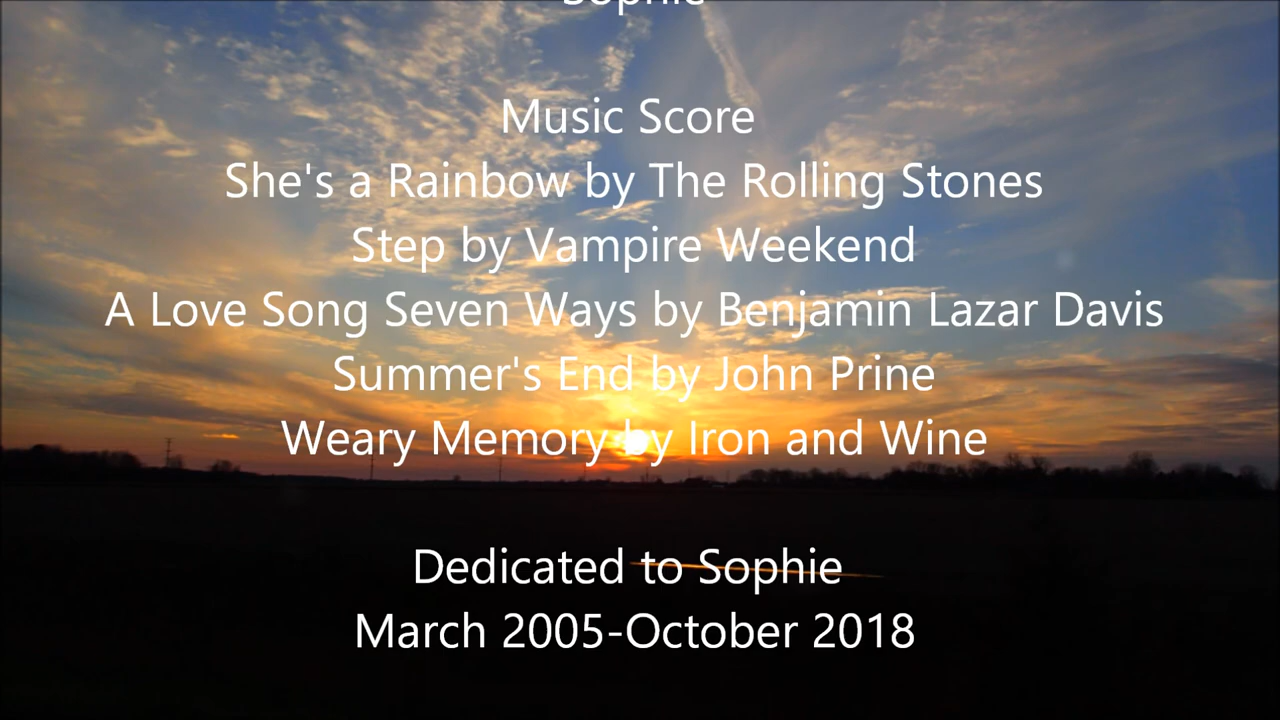 Sophie
Music Score
She's a Rainbow by The Rolling Stones
Step by Vampire Weekend
A Love Song Seven Ways by Benjamin Lazar Davis
Summer's End by John Prine
Weary Memory by Iron and Wine
Dedicated to Sophie
March 2005-October 2018